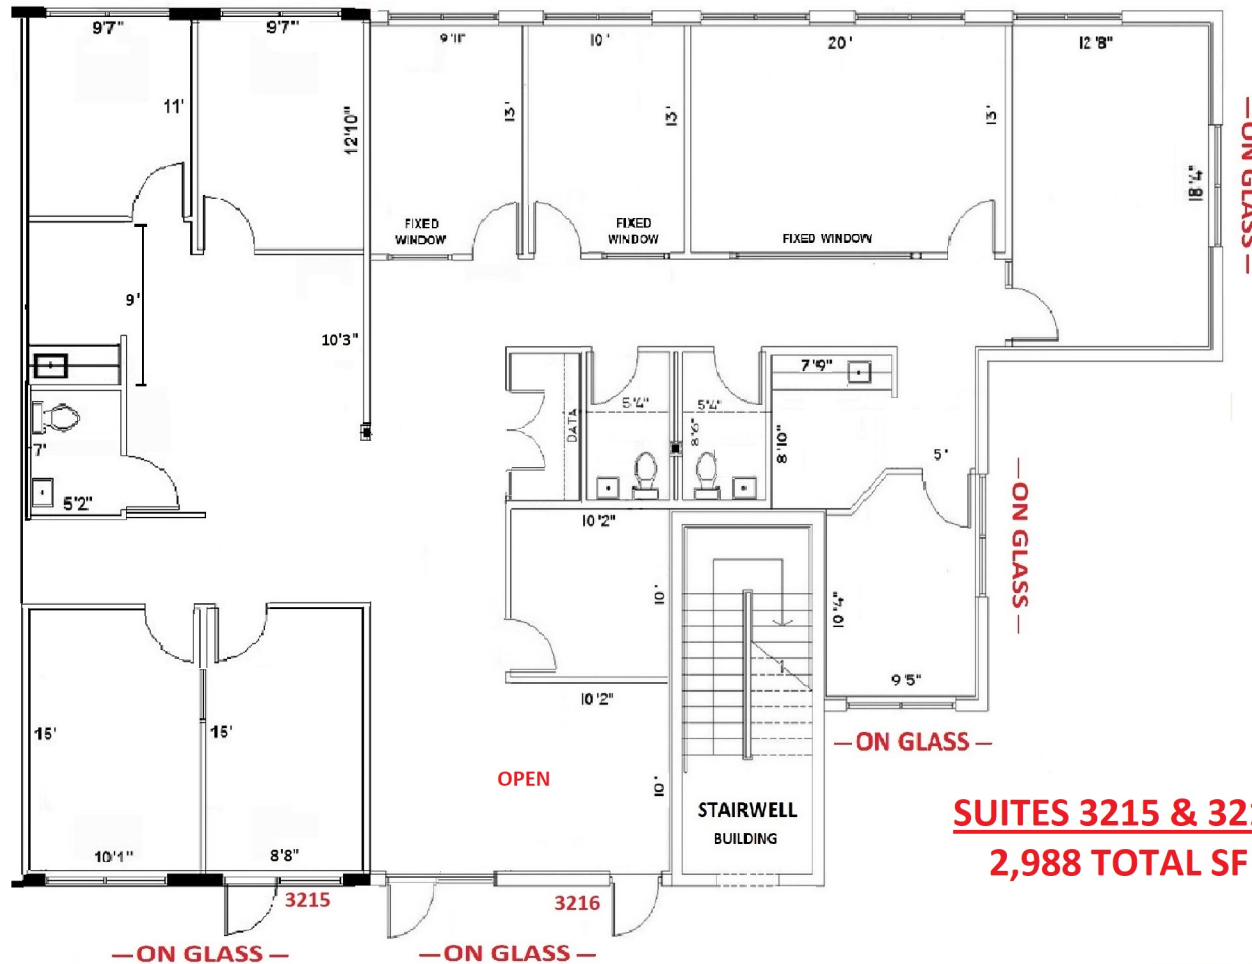 9'7"
9'7"
9'11"
10'
20'
12'8"
11'
12'10"
13'
13'
13'
18'4"
—ON GLASS—
FIXED
WINDOW
FIXED
WINDOW
FIXED WINDOW
9'
10'3"
7'9"
DATA
5'4"
5'4"
8'6"
8'10"
5'
7'
5'2"
—ON GLASS—
10'2"
10'
10'4"
9'5"
10'2"
15'
15'
—ON GLASS—
OPEN
10'
STAIRWELL
BUILDING
SUITES 3215 & 321
2,988 TOTAL SF
10'1"
8'8"
3215
3216
—ON GLASS—
—ON GLASS—